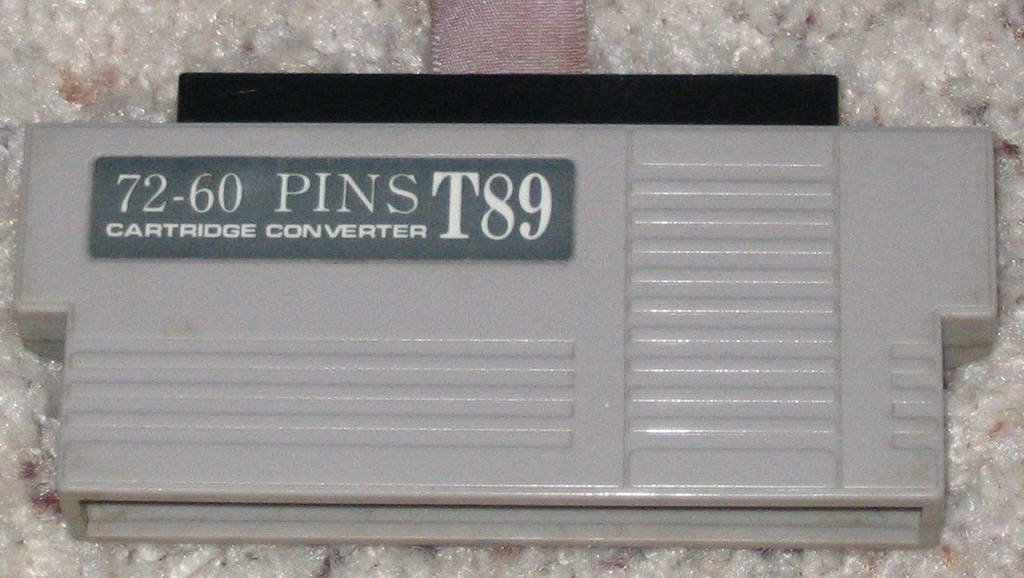 72-60 PINS T89
CARTRIDGE CONVERTER